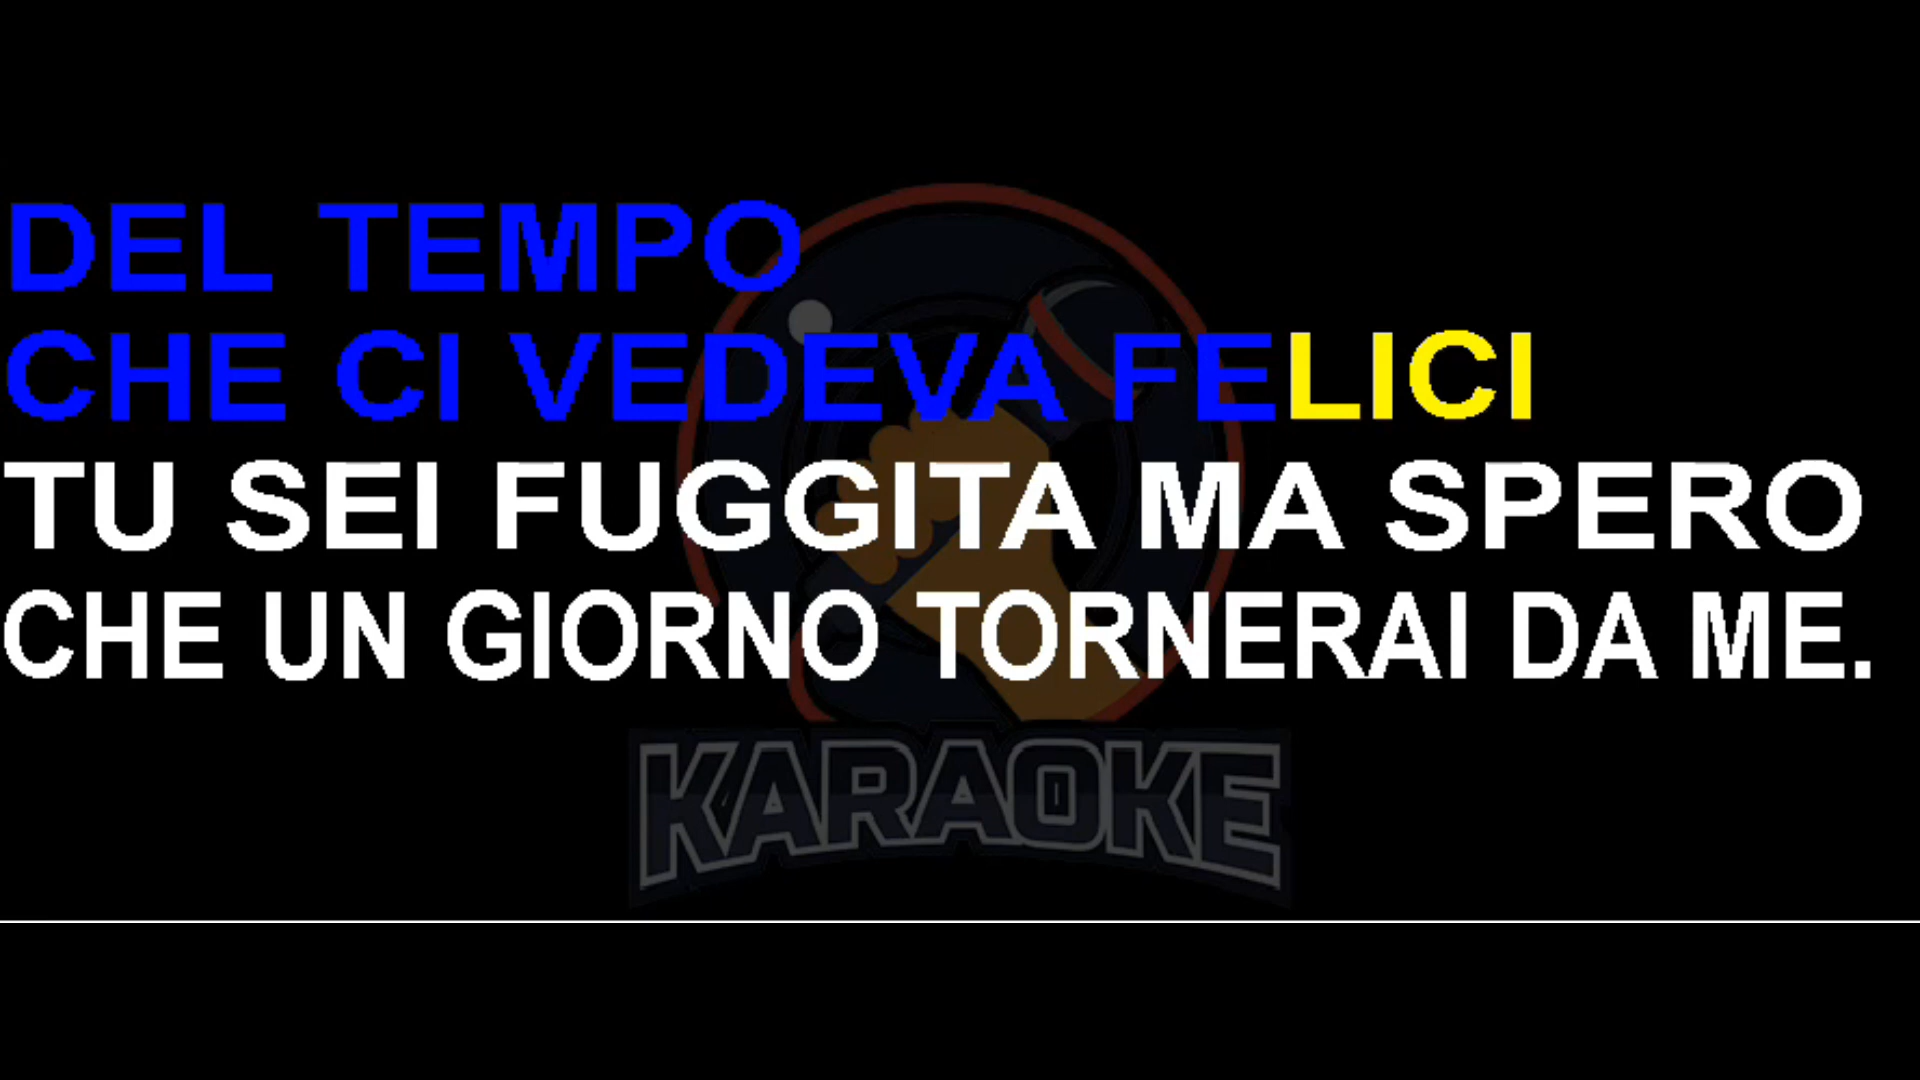 DEL TEMPO
CHE CI VEDEVA FELICI
TU SEI FUGGITA MA SPERO
CHE UN GIORNO TORNERAI DA ME.
KARAOKE